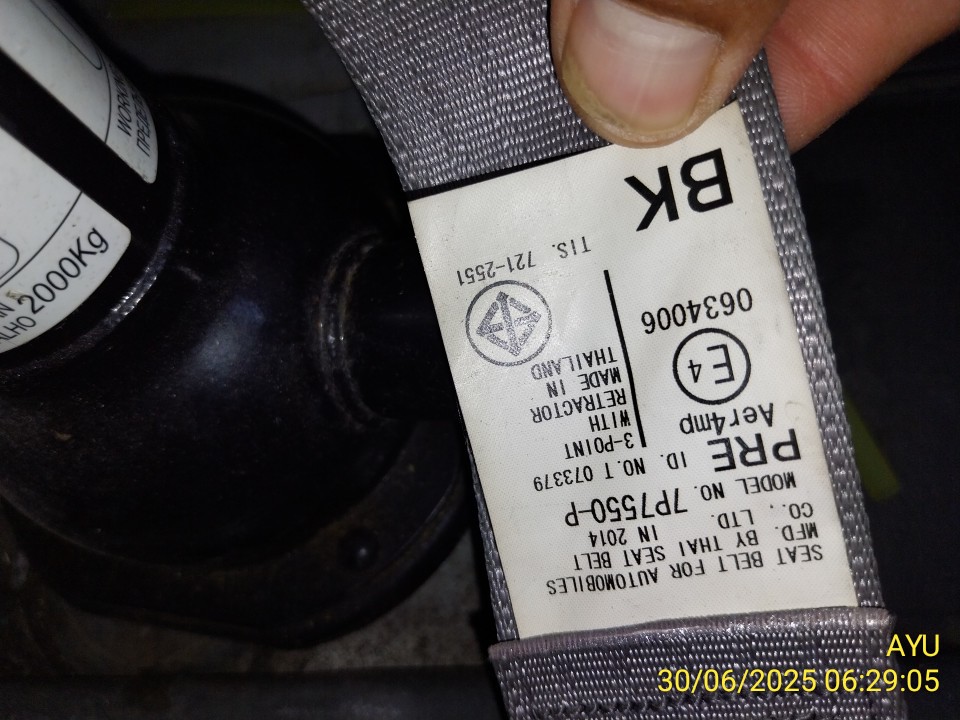 SEAT BELT FOR AUTOMOBILES
MFD. BY THAI SEAT BELT
CO., LTD. IN 2014
MODEL NO. 7P7550-P
PRE ID. NO.T 073379
Aer4mp
E4
0634006
3-POINT
WITH
RETRACTOR
MADE IN
THAILAND
TIS. 721-2551
BK
2000Kg
AYU
30/06/2025 06:29:05